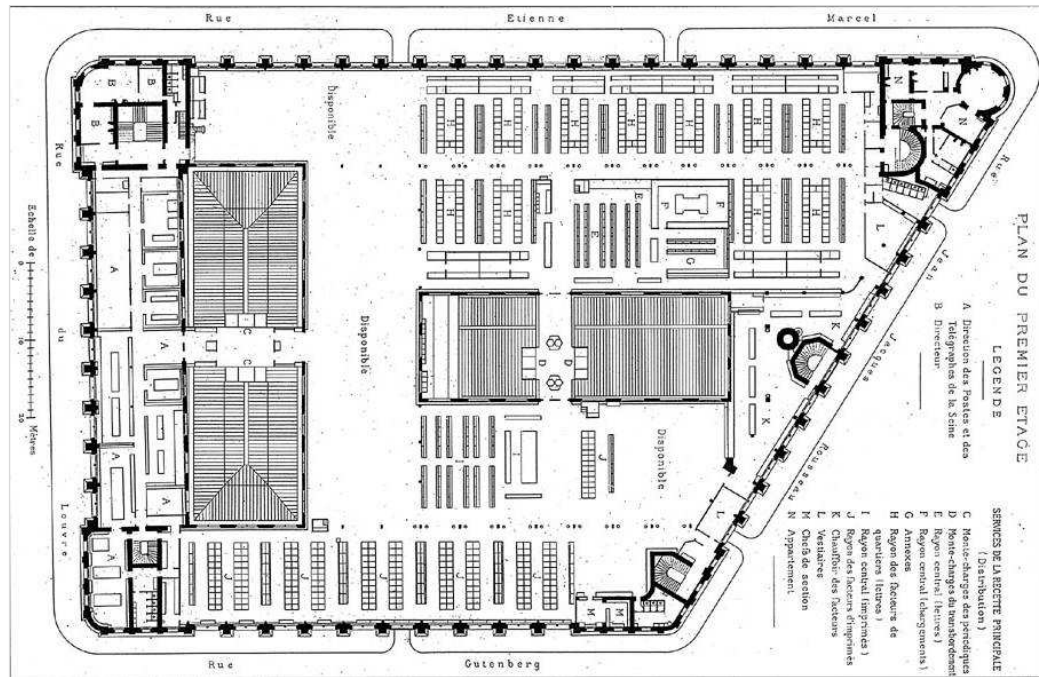 PLAN DU PREMIER ETAGE
LEGENDE
A Direction des Postes et des
Télégraphes de la Seine
B Directeur
SERVICES DE LA RECETTE PRINCIPALE
(Distribution)
C Monte-charges des périodiques
D Monte-charges du transbordement
E Rayon central (lettres)
F Rayon central (chargements)
G Annexes
H Rayon des facteurs de
quartiers (lettres)
I Rayon central (imprimés)
J Rayon des facteurs d'imprimés
K Chauffoir des facteurs
L Vestiaires
M Chefs de section
N Appartement
Rue Etienne Marcel
Rue Jean Jacques Rousseau
Rue Gutenberg
Rue du Louvre
Echelle de
0 10 20 Mètres
Disponible
Disponible
Disponible
B
B
B
N
N
H H H H H H H
H H H H
E
E
F F
G
L
A
A
A
A
A
A
C
C
D D
K
K
I
I
J
L
J J J J J J J
M M